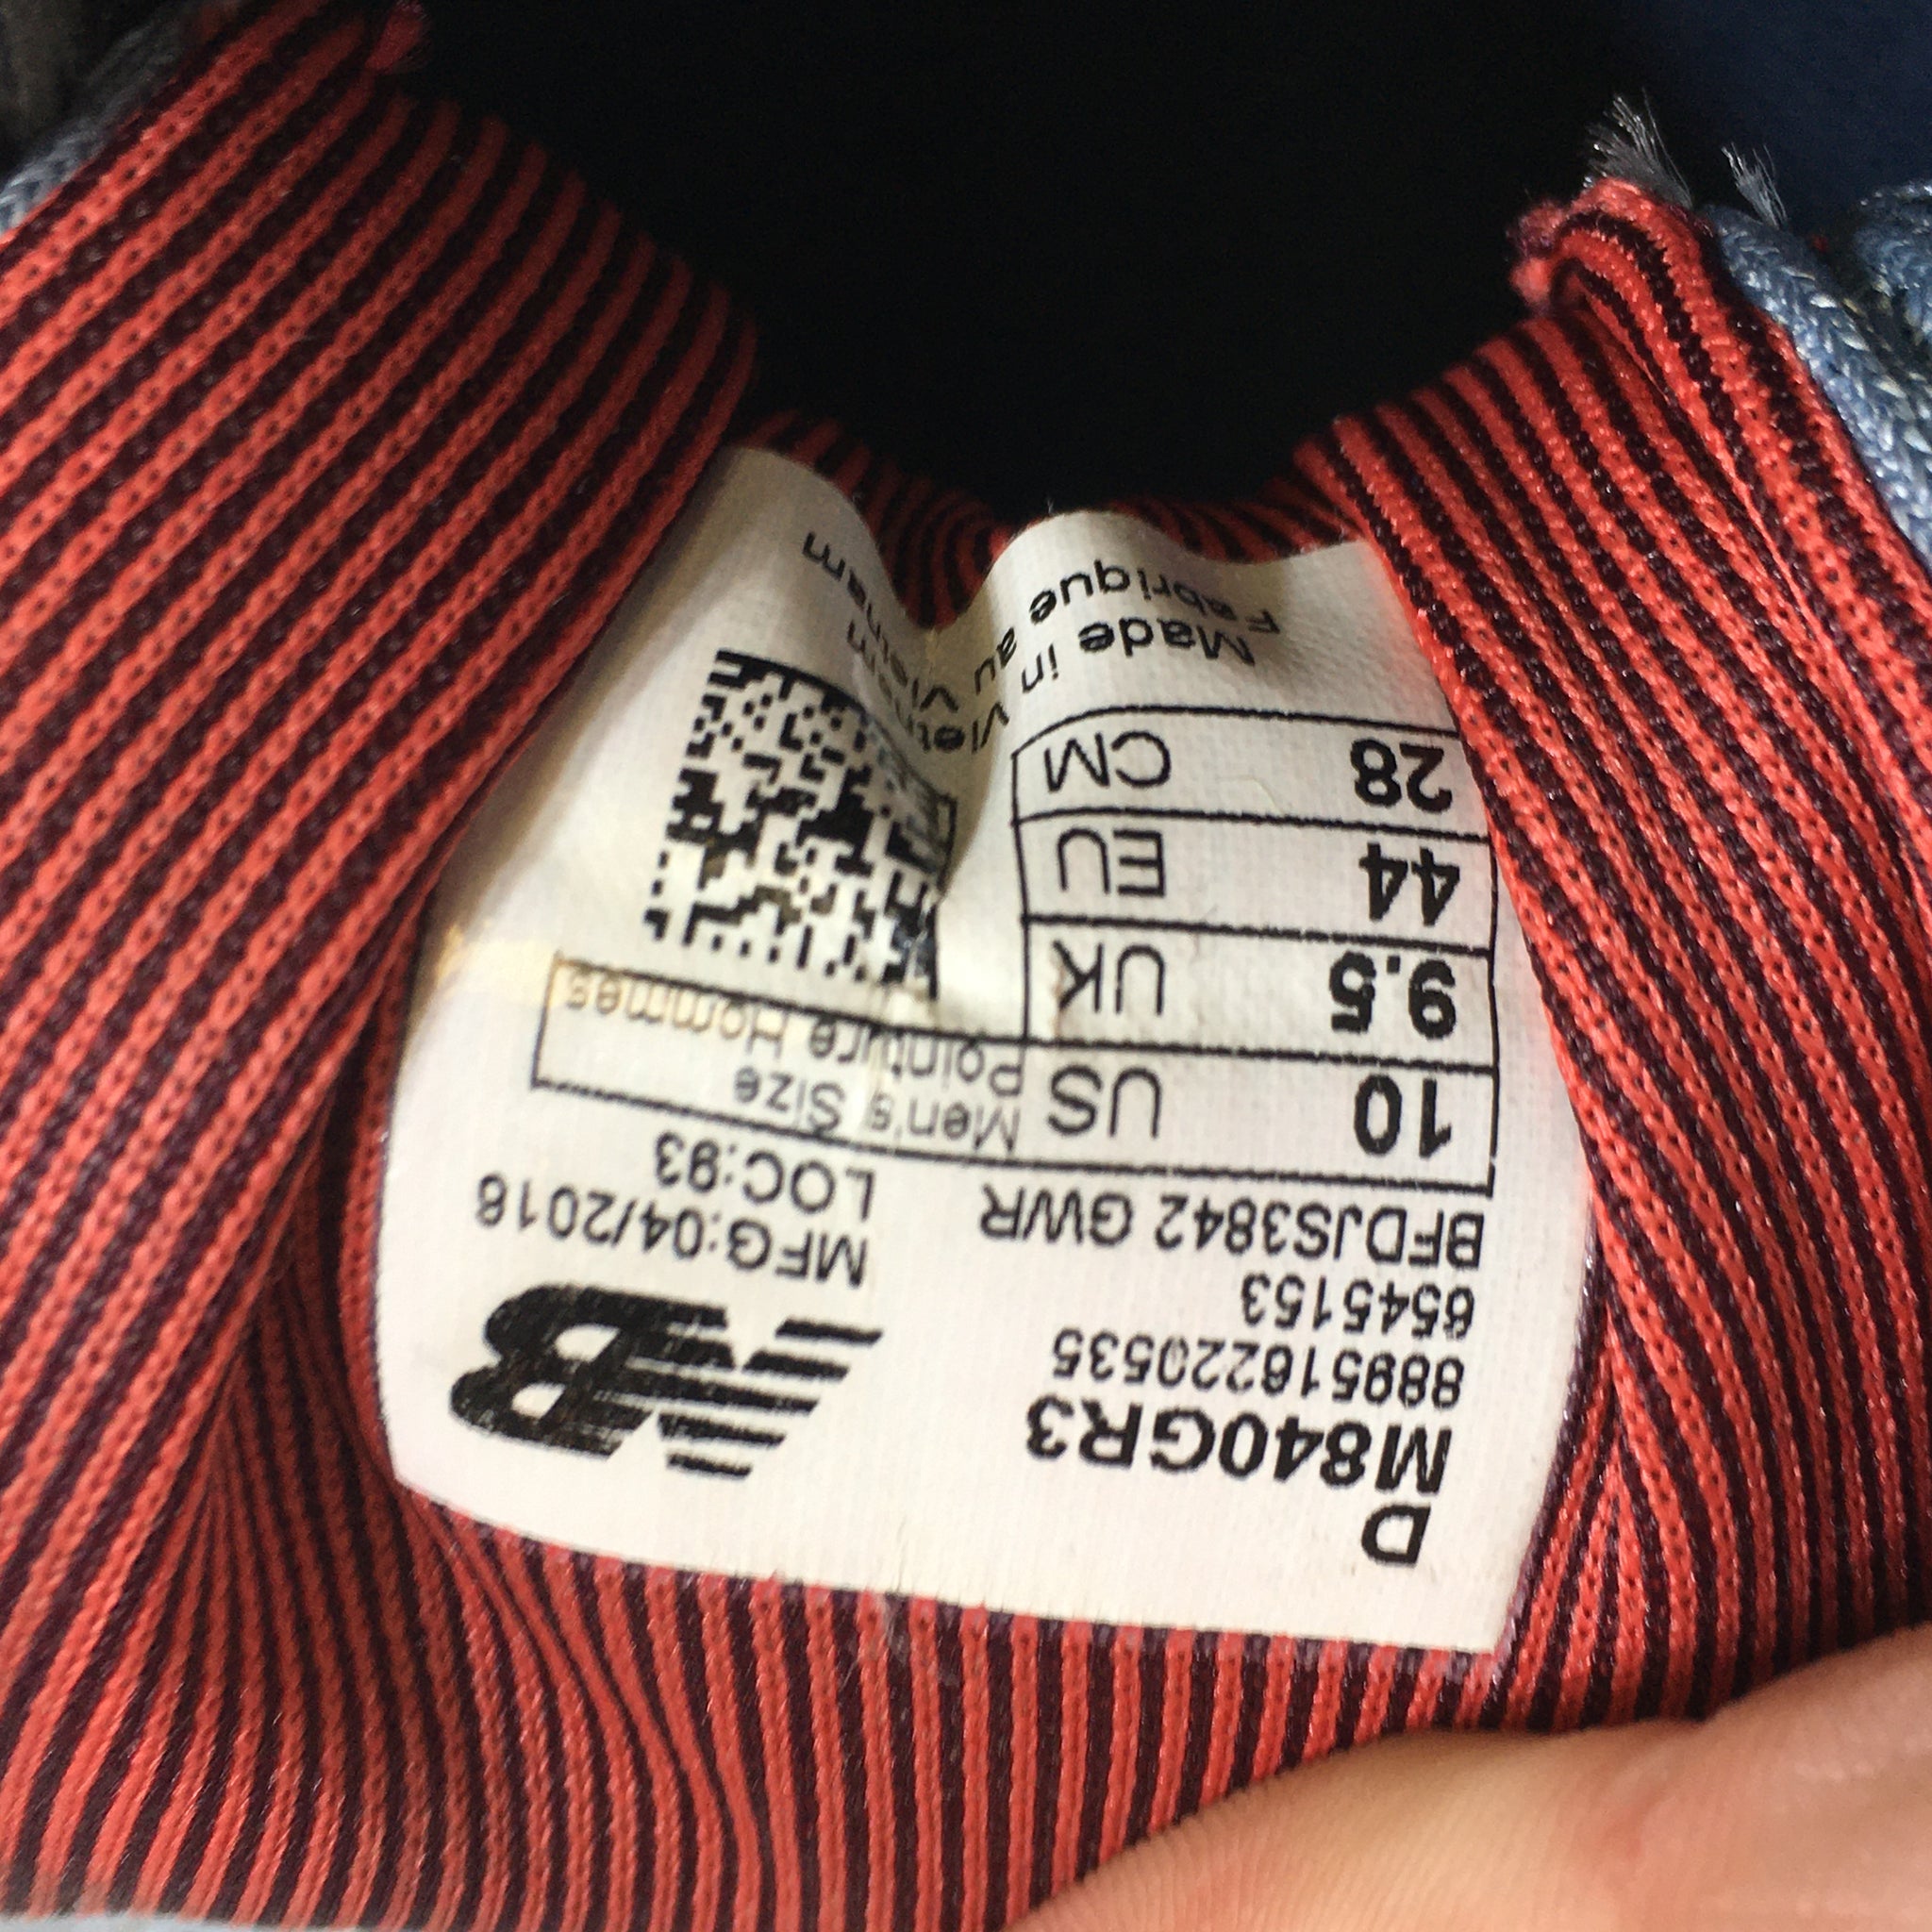 D
M840GR3
889516220535
6545153
BFDJS3842 GWR
NB
MFG:04/2018
LOC:93
10 US Men's Size
Pointure Hommes
9.5 UK
44 EU
28 CM
Made in Vietnam
Fabrique au Vietnam